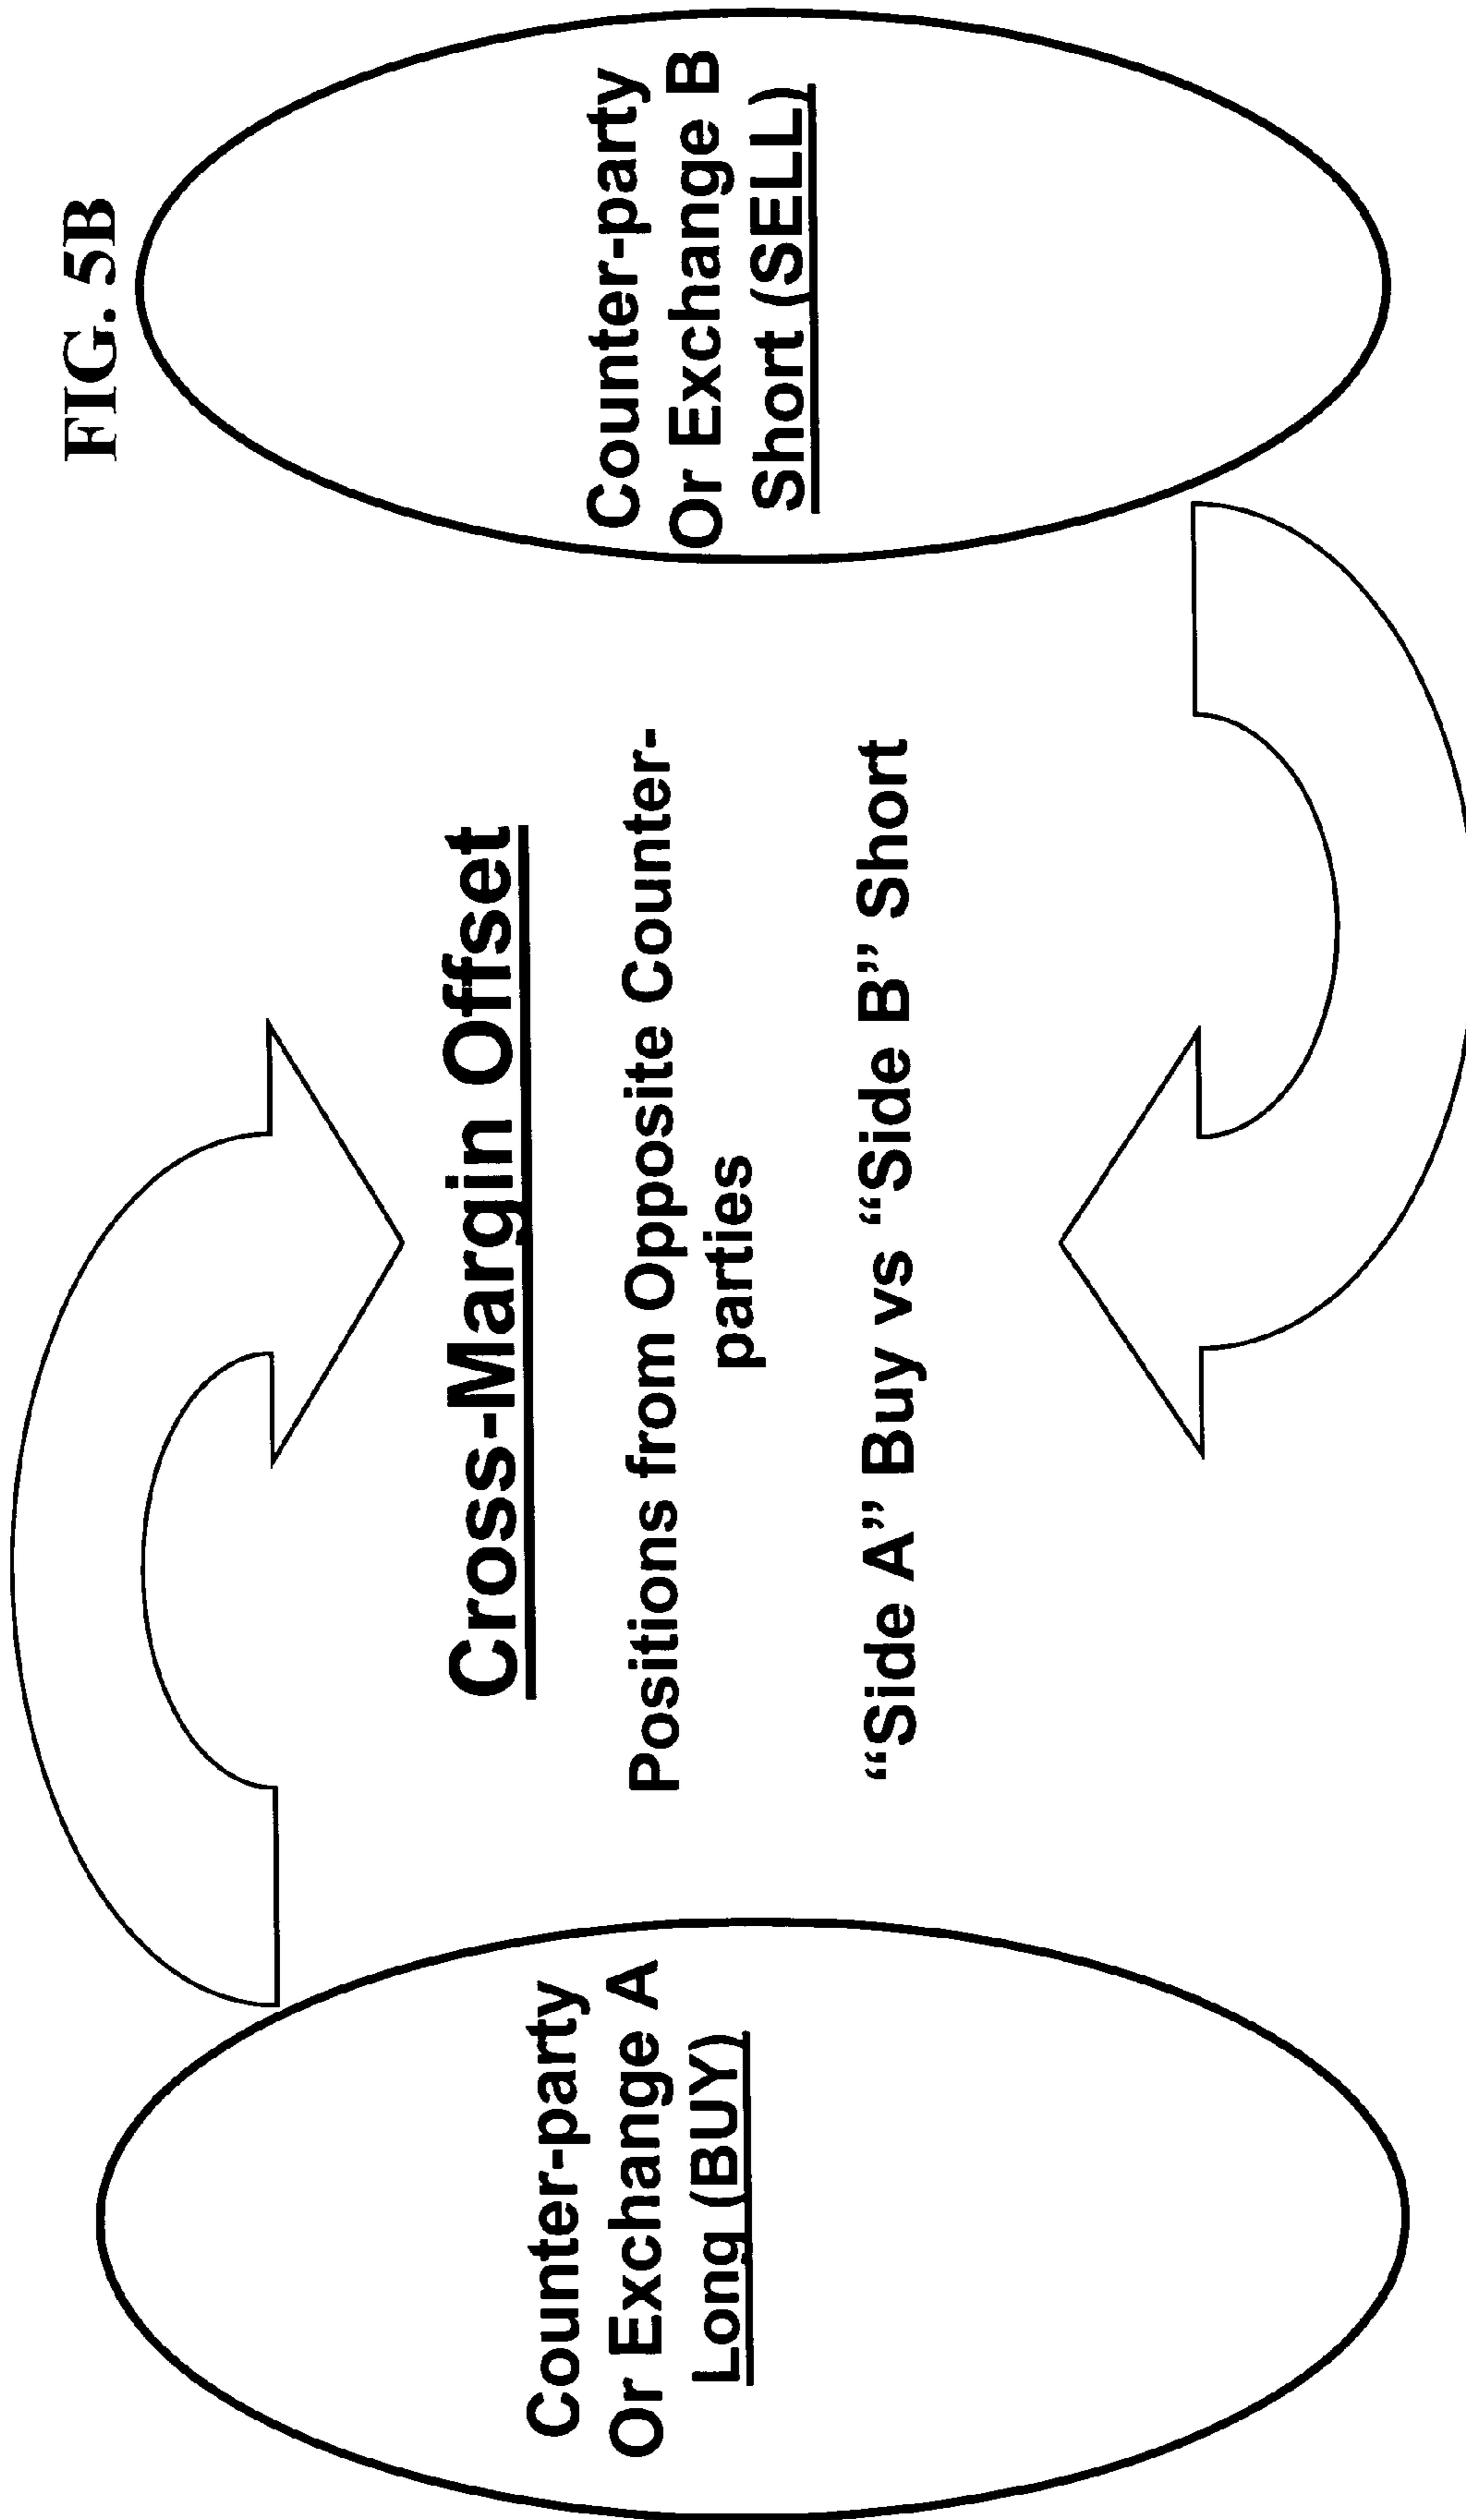 FIG. 5B
Counter-party
Or Exchange A
Long (BUY)
Cross-Margin Offset
Positions from Opposite Counter-
parties
“Side A” Buy vs “Side B” Short
Counter-party
Or Exchange B
Short (SELL)